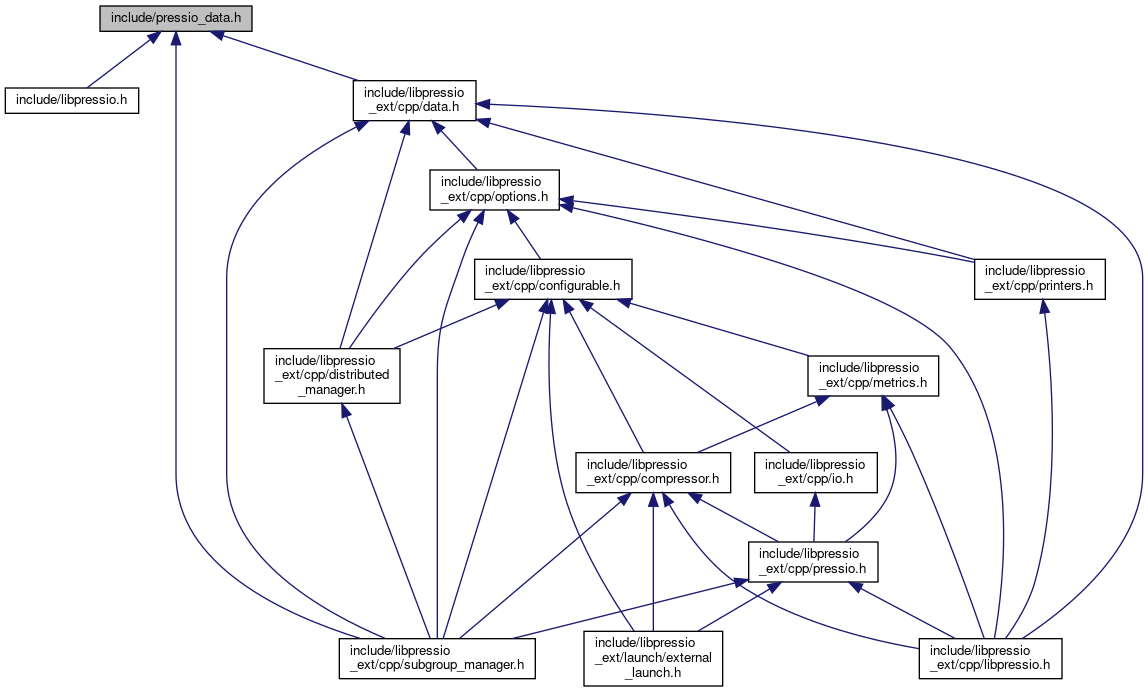 include/pressio_data.h
include/libpressio.h
include/libpressio
_ext/cpp/data.h
include/libpressio
_ext/cpp/options.h
include/libpressio
_ext/cpp/configurable.h
include/libpressio
_ext/cpp/printers.h
include/libpressio
_ext/cpp/distributed
_manager.h
include/libpressio
_ext/cpp/metrics.h
include/libpressio
_ext/cpp/compressor.h
include/libpressio
_ext/cpp/io.h
include/libpressio
_ext/cpp/pressio.h
include/libpressio
_ext/cpp/subgroup_manager.h
include/libpressio
_ext/launch/external
_launch.h
include/libpressio
_ext/cpp/libpressio.h